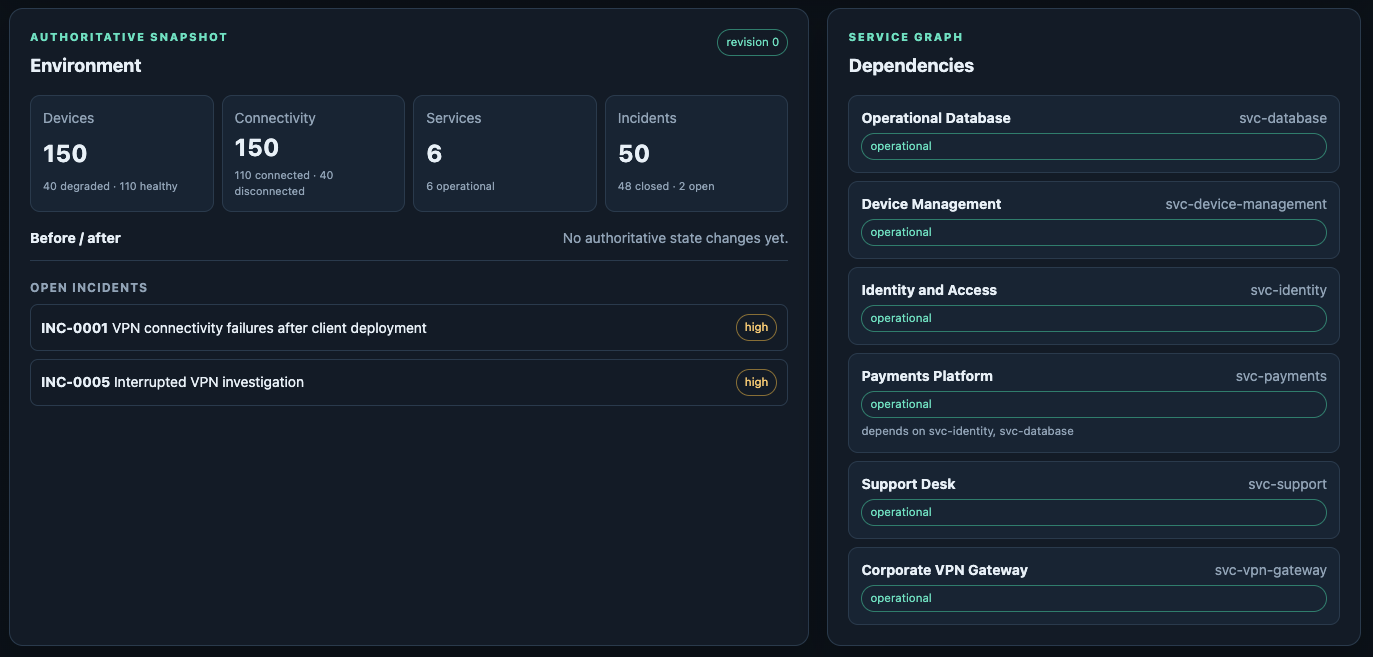 AUTHORITATIVE SNAPSHOT
Environment
revision 0
Devices
150
40 degraded · 110 healthy
Connectivity
150
110 connected · 40
disconnected
Services
6
6 operational
Incidents
50
48 closed · 2 open
Before / after
No authoritative state changes yet.
OPEN INCIDENTS
INC-0001 VPN connectivity failures after client deployment
high
INC-0005 Interrupted VPN investigation
high
SERVICE GRAPH
Dependencies
Operational Database
svc-database
operational
Device Management
svc-device-management
operational
Identity and Access
svc-identity
operational
Payments Platform
svc-payments
operational
depends on svc-identity, svc-database
Support Desk
svc-support
operational
Corporate VPN Gateway
svc-vpn-gateway
operational